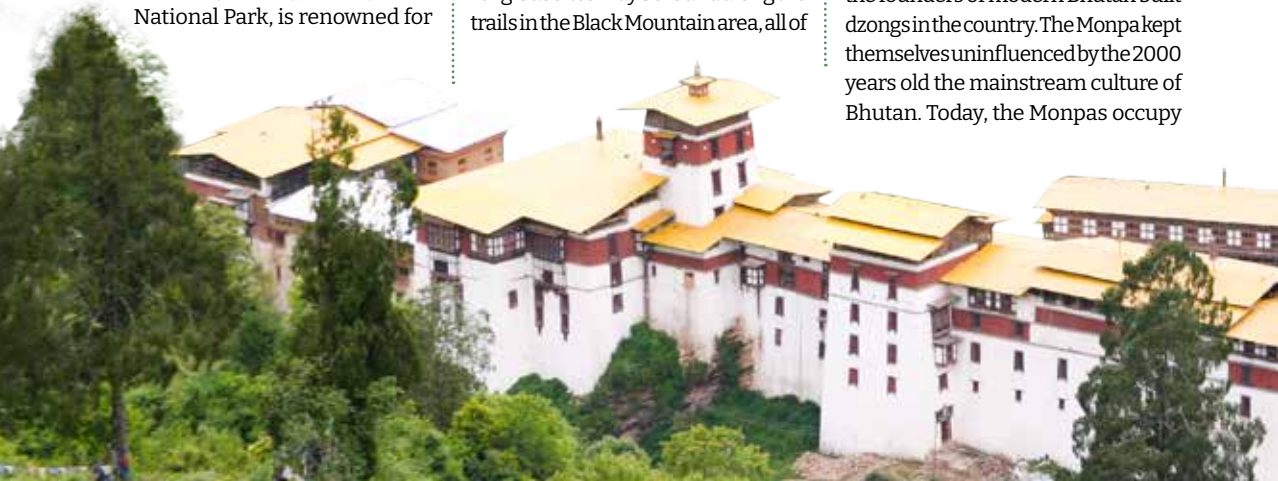 National Park, is renowned for
trails in the Black Mountain area, all of
dzongs in the country. The Monpa kept
themselves uninfluenced by the 2000
years old the mainstream culture of
Bhutan. Today, the Monpas occupy